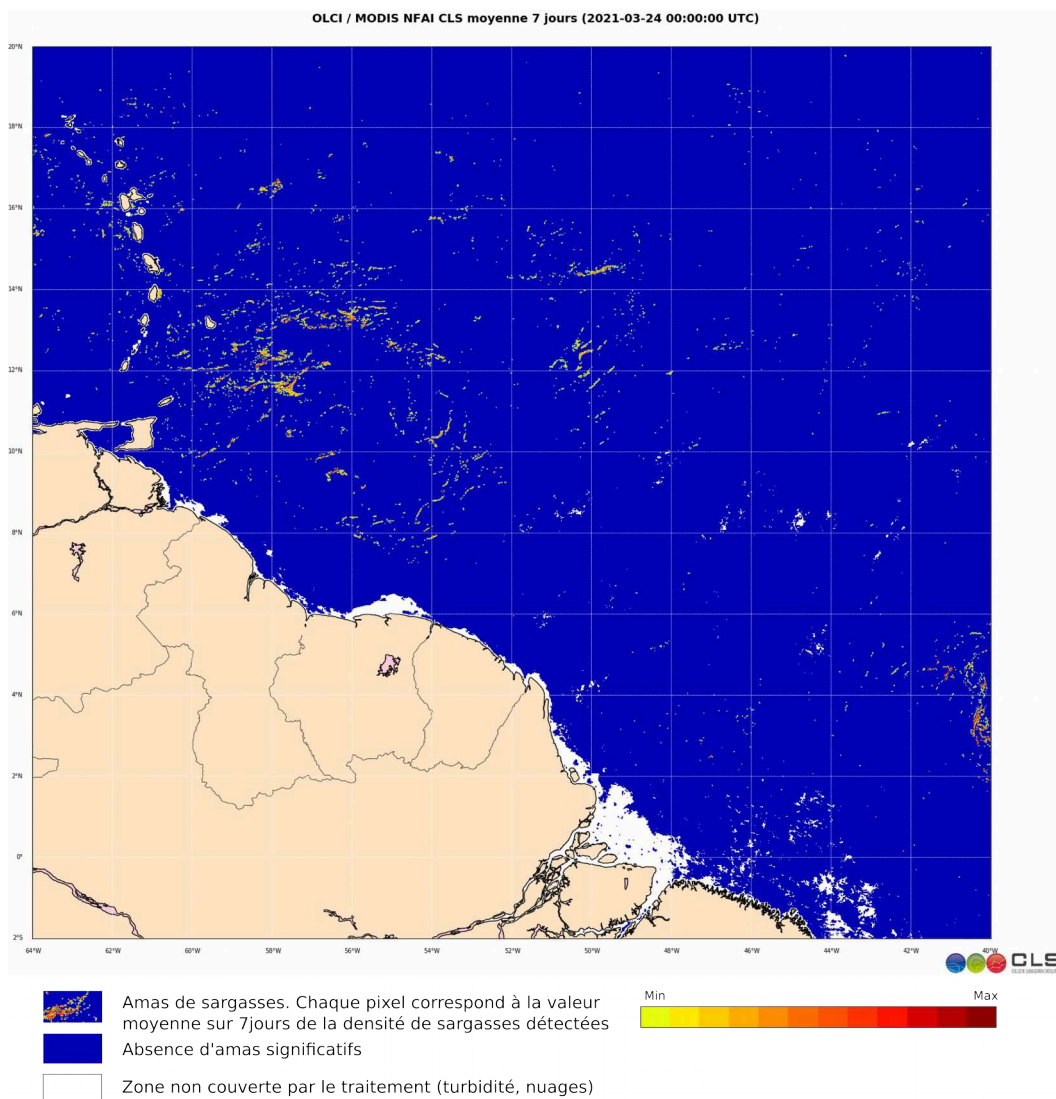 OLCI / MODIS NFAI CLS moyenne 7 jours (2021-03-24 00:00:00 UTC)
20°N
18°N
16°N
14°N
12°N
10°N
8°N
6°N
4°N
2°N
0°
2°S
64°W 62°W 60°W 58°W 56°W 54°W 52°W 50°W 48°W 46°W 44°W 42°W 40°W
CLS
Amas de sargasses. Chaque pixel correspond à la valeur
moyenne sur 7jours de la densité de sargasses détectées
Min Max
Absence d'amas significatifs
Zone non couverte par le traitement (turbidité, nuages)